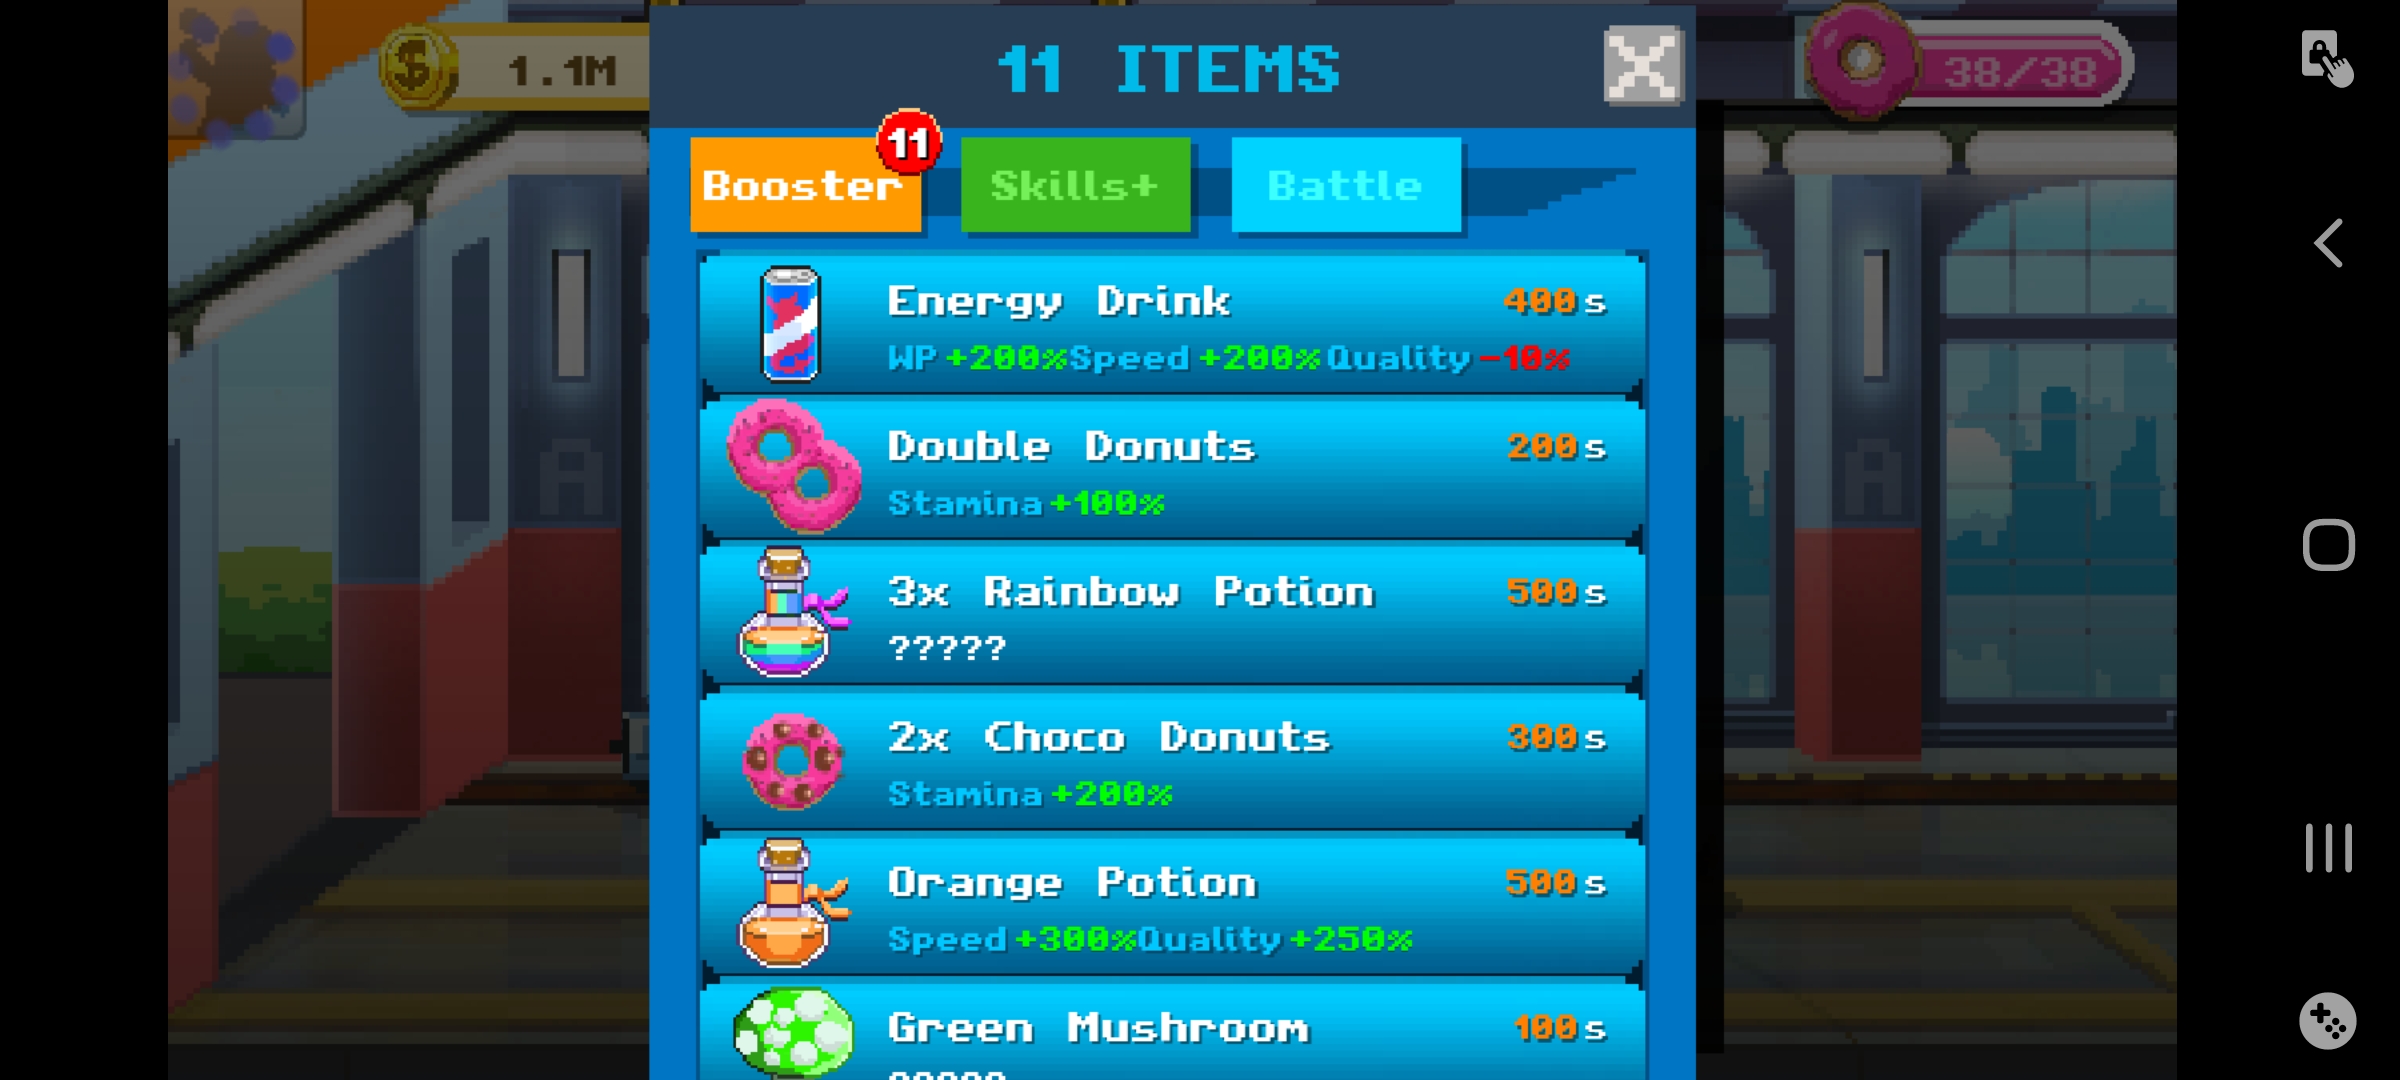 1.1M
11 ITEMS
38/38
Booster
11
Skills+
Battle
Energy Drink
400s
WP +200% Speed +200% Quality -10%
Double Donuts
200s
Stamina +100%
3x Rainbow Potion
500s
?????
2x Choco Donuts
300s
Stamina +200%
Orange Potion
500s
Speed +300% Quality +250%
Green Mushroom
100s
?????
A
A